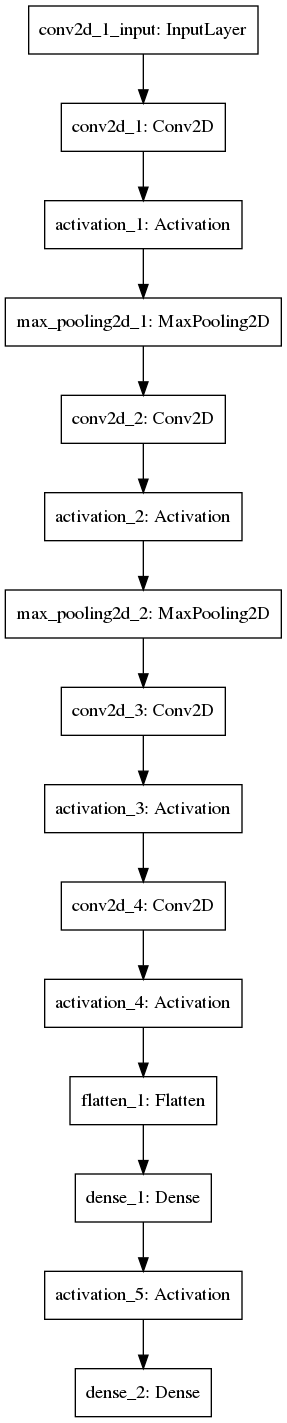 conv2d_1_input: InputLayer
conv2d_1: Conv2D
activation_1: Activation
max_pooling2d_1: MaxPooling2D
conv2d_2: Conv2D
activation_2: Activation
max_pooling2d_2: MaxPooling2D
conv2d_3: Conv2D
activation_3: Activation
conv2d_4: Conv2D
activation_4: Activation
flatten_1: Flatten
dense_1: Dense
activation_5: Activation
dense_2: Dense